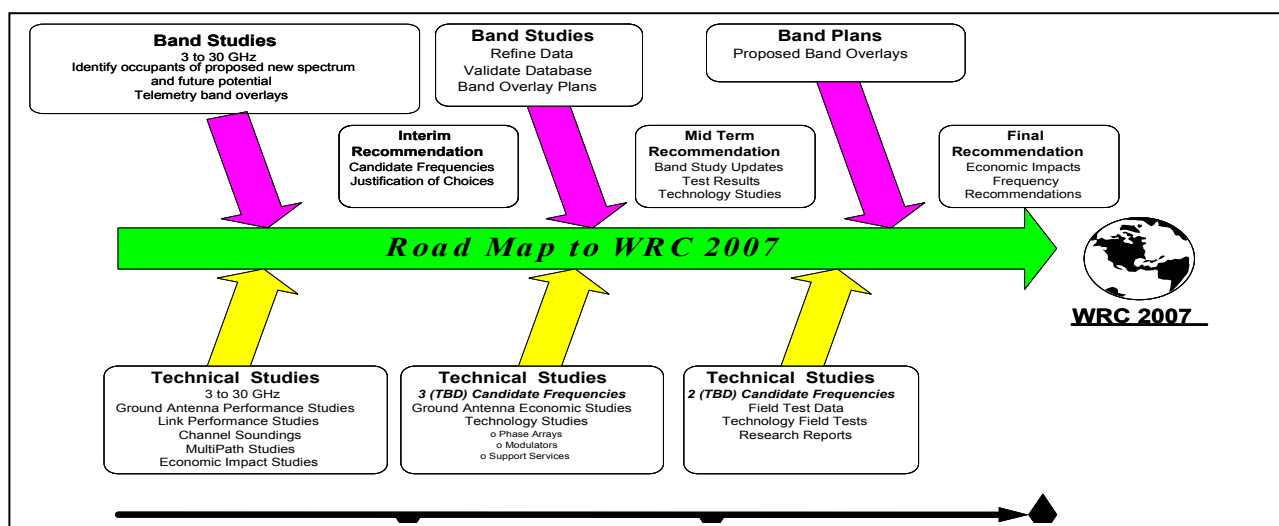 Band Studies
3 to 30 GHz
Identify occupants of proposed new spectrum
and future potential
Telemetry band overlays
Band Studies
Refine Data
Validate Database
Band Overlay Plans
Band Plans
Proposed Band Overlays
Interim
Recommendation
Candidate Frequencies
Justification of Choices
Mid Term
Recommendation
Band Study Updates
Test Results
Technology Studies
Final
Recommendation
Economic Impacts
Frequency
Recommendations
Road Map to WRC 2007
WRC 2007
Technical Studies
3 to 30 GHz
Ground Antenna Performance Studies
Link Performance Studies
Channel Soundings
MultiPath Studies
Economic Impact Studies
Technical Studies
3 (TBD) Candidate Frequencies
Ground Antenna Economic Studies
Technology Studies
o Phase Arrays
o Modulators
o Support Services
Technical Studies
2 (TBD) Candidate Frequencies
Field Test Data
Technology Field Tests
Research Reports